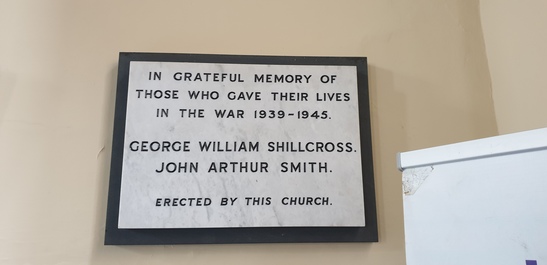 IN GRATEFUL MEMORY OF
THOSE WHO GAVE THEIR LIVES
IN THE WAR 1939-1945.
GEORGE WILLIAM SHILLCROSS.
JOHN ARTHUR SMITH.
ERECTED BY THIS CHURCH.